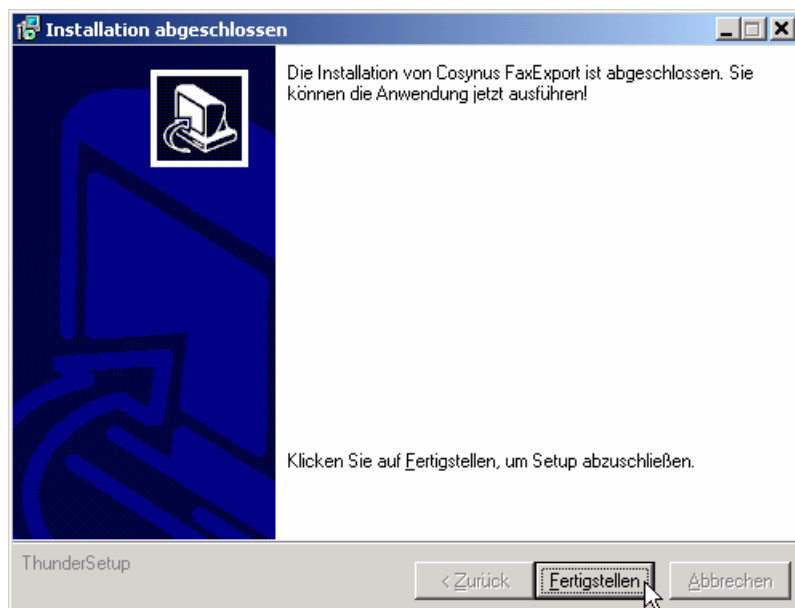 Installation abgeschlossen
Die Installation von Cosynus FaxExport ist abgeschlossen. Sie
können die Anwendung jetzt ausführen!
Klicken Sie auf Fertigstellen, um Setup abzuschließen.
ThunderSetup
< Zurück Fertigstellen Abbrechen